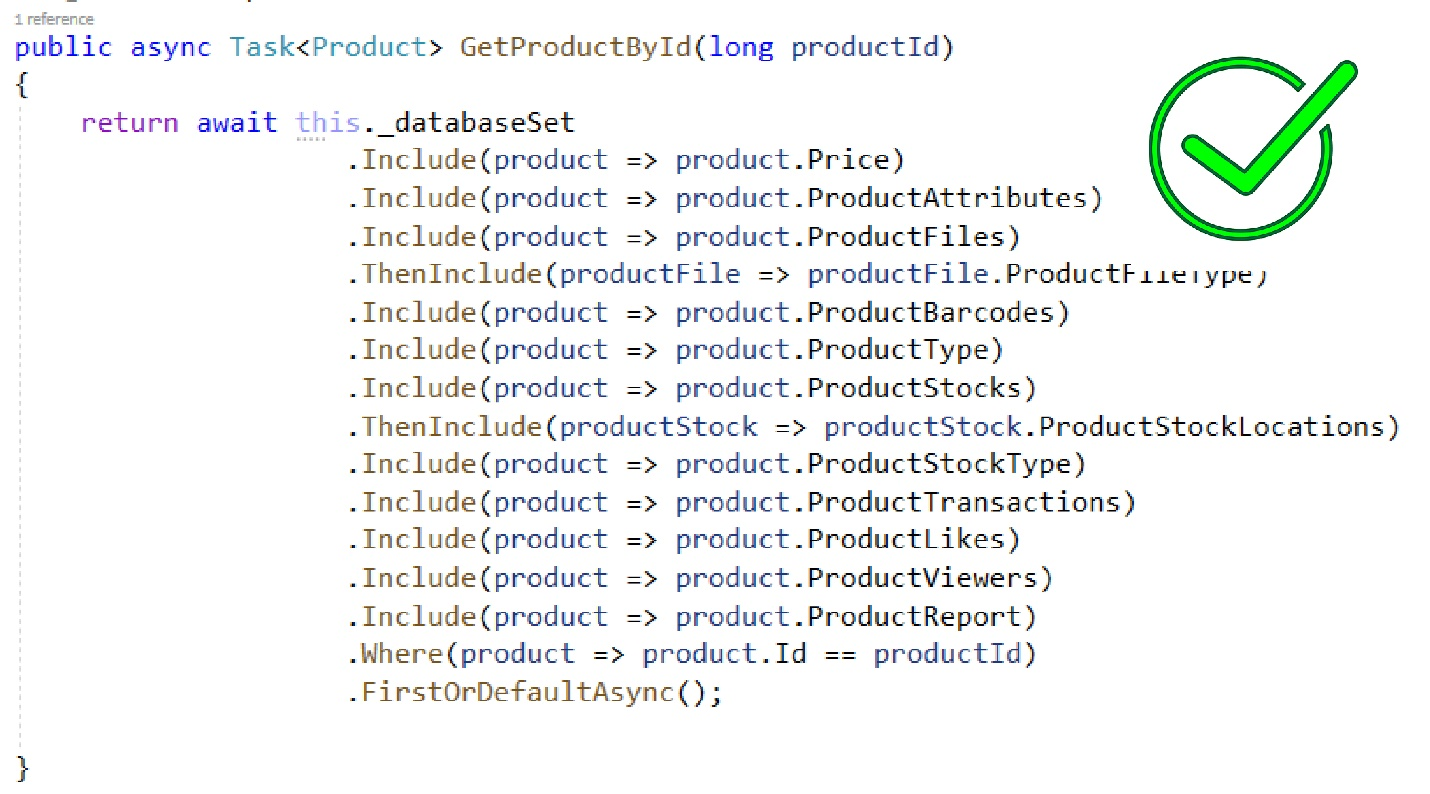 1 reference
public async Task<Product> GetProductById(long productId)
{
return await this._databaseSet
.Include(product => product.Price)
.Include(product => product.ProductAttributes)
.Include(product => product.ProductFiles)
.ThenInclude(productFile => productFile.ProductFileType)
.Include(product => product.ProductBarcodes)
.Include(product => product.ProductType)
.Include(product => product.ProductStocks)
.ThenInclude(productStock => productStock.ProductStockLocations)
.Include(product => product.ProductStockType)
.Include(product => product.ProductTransactions)
.Include(product => product.ProductLikes)
.Include(product => product.ProductViewers)
.Include(product => product.ProductReport)
.Where(product => product.Id == productId)
.FirstOrDefaultAsync();
}